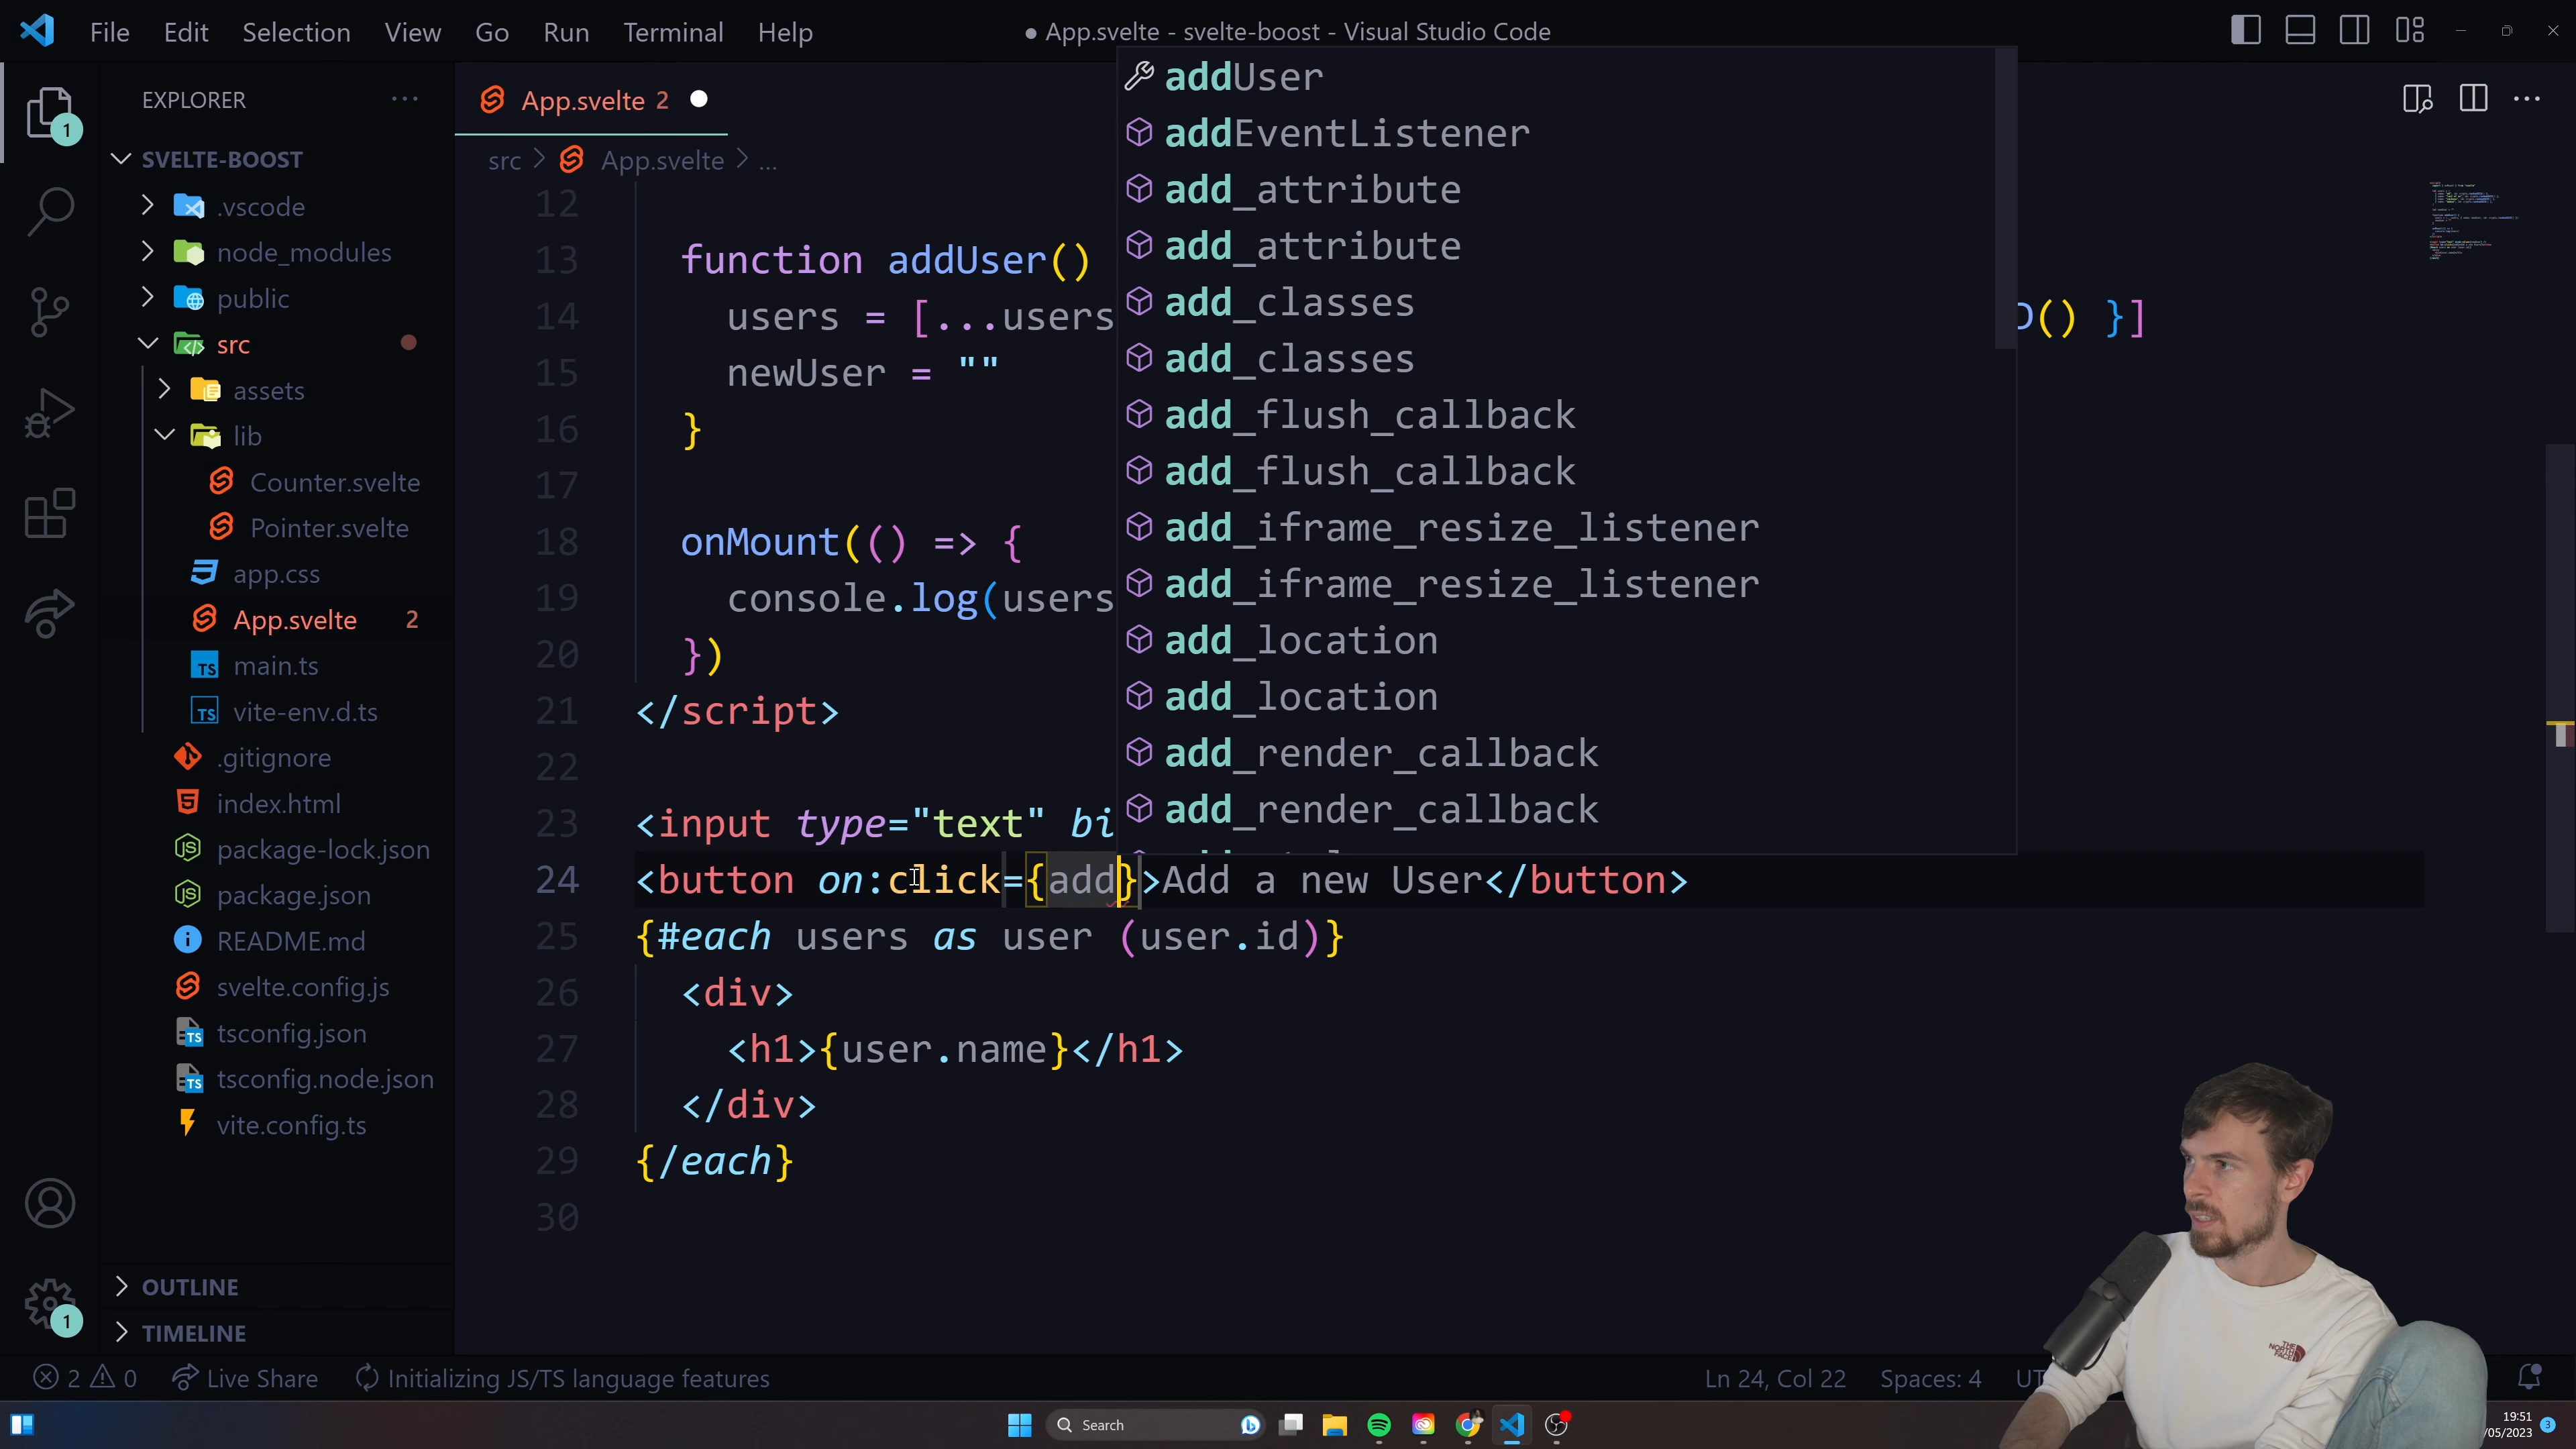 File Edit Selection View Go Run Terminal Help
● App.svelte - svelte-boost - Visual Studio Code
EXPLORER
App.svelte 2
SVELTE-BOOST
src > App.svelte > ...
.vscode
node_modules
public
src
assets
lib
Counter.svelte
Pointer.svelte
app.css
App.svelte 2
main.ts
vite-env.d.ts
.gitignore
index.html
package-lock.json
package.json
README.md
svelte.config.js
tsconfig.json
tsconfig.node.json
vite.config.ts
OUTLINE
TIMELINE
1
1
12
13 function addUser()
14 users = [...users
() }]
15 newUser = ""
16 }
17
18 onMount(() => {
19 console.log(users
20 })
21 </script>
22
23 <input type="text" bi
24 <button on:click={add}>Add a new User</button>
25 {#each users as user (user.id)}
26 <div>
27 <h1>{user.name}</h1>
28 </div>
29 {/each}
30
addUser
addEventListener
add_attribute
add_attribute
add_classes
add_classes
add_flush_callback
add_flush_callback
add_iframe_resize_listener
add_iframe_resize_listener
add_location
add_location
add_render_callback
add_render_callback
THE NORTH FACE
2 0 Live Share Initializing JS/TS language features
Ln 24, Col 22 Spaces: 4
Search
19:51
/05/2023
3